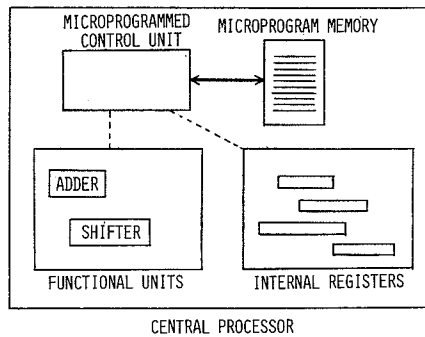 MICROPROGRAMMED
CONTROL UNIT
MICROPROGRAM MEMORY
ADDER
SHIFTER
FUNCTIONAL UNITS
INTERNAL REGISTERS
CENTRAL PROCESSOR